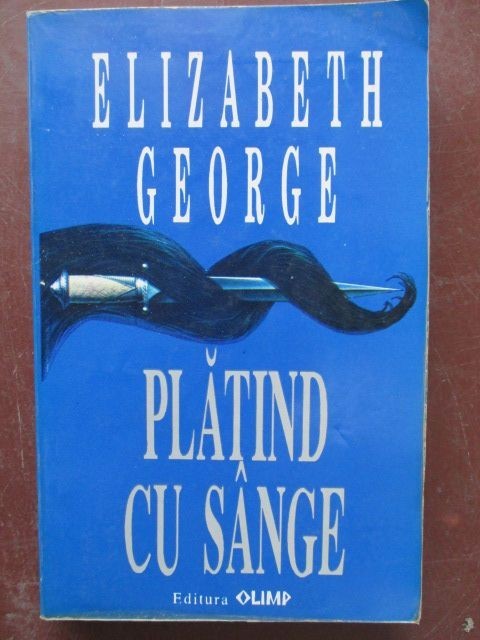 ELIZABETH
GEORGE
PLĂTIND
CU SÂNGE
Editura OLIMP